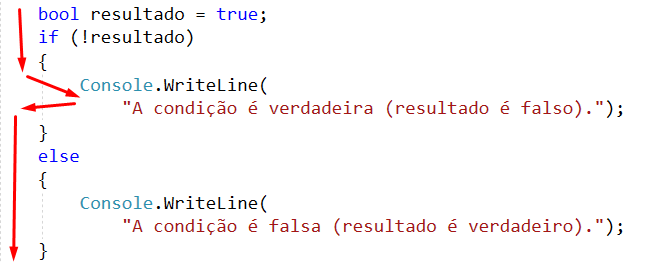 bool resultado = true;
if (!resultado)
{
Console.WriteLine(
"A condição é verdadeira (resultado é falso).");
}
else
{
Console.WriteLine(
"A condição é falsa (resultado é verdadeiro).");
}